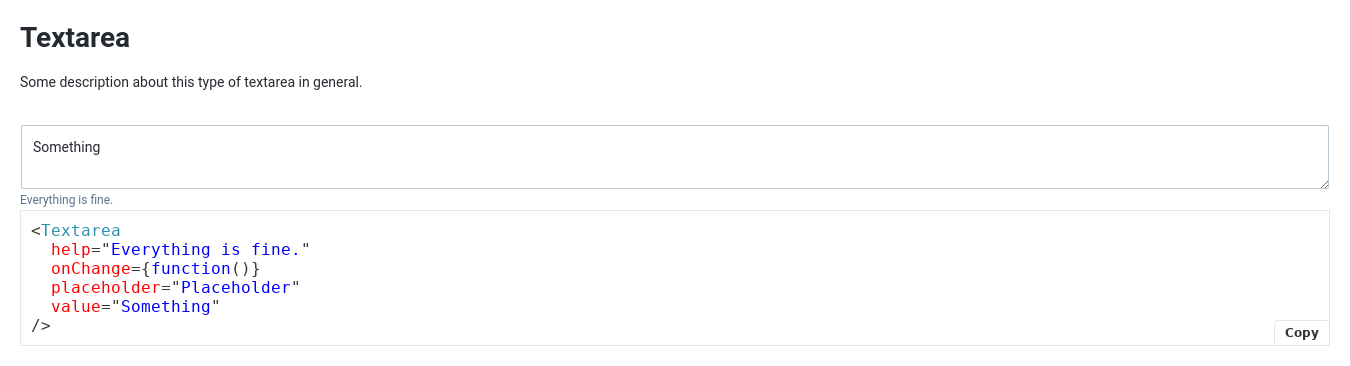 Textarea
Some description about this type of textarea in general.
Something
Everything is fine.
<Textarea
  help="Everything is fine."
  onChange={function()}
  placeholder="Placeholder"
  value="Something"
/>
Copy